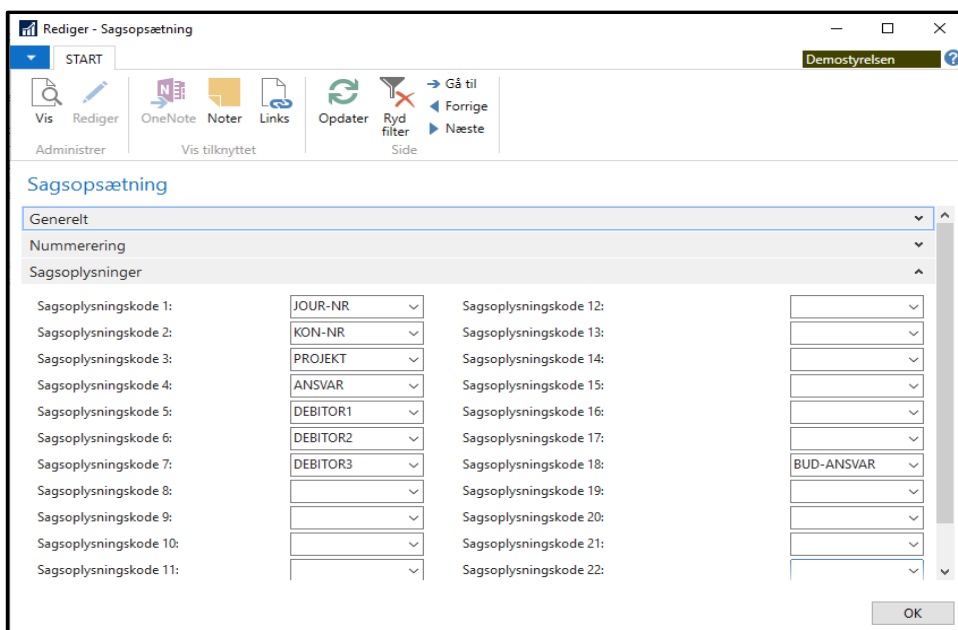 Rediger - Sagsopsætning
START
Demostyrelsen
Vis
Rediger
OneNote
Noter
Links
Opdater
Ryd filter
Gå til
Forrige
Næste
Administrer
Vis tilknyttet
Side
Sagsopsætning
Generelt
Nummerering
Sagsoplysninger
Sagsoplysningskode 1: JOUR-NR Sagsoplysningskode 12:
Sagsoplysningskode 2: KON-NR Sagsoplysningskode 13:
Sagsoplysningskode 3: PROJEKT Sagsoplysningskode 14:
Sagsoplysningskode 4: ANSVAR Sagsoplysningskode 15:
Sagsoplysningskode 5: DEBITOR1 Sagsoplysningskode 16:
Sagsoplysningskode 6: DEBITOR2 Sagsoplysningskode 17:
Sagsoplysningskode 7: DEBITOR3 Sagsoplysningskode 18: BUD-ANSVAR
Sagsoplysningskode 8: Sagsoplysningskode 19:
Sagsoplysningskode 9: Sagsoplysningskode 20:
Sagsoplysningskode 10: Sagsoplysningskode 21:
Sagsoplysningskode 11: Sagsoplysningskode 22:
OK